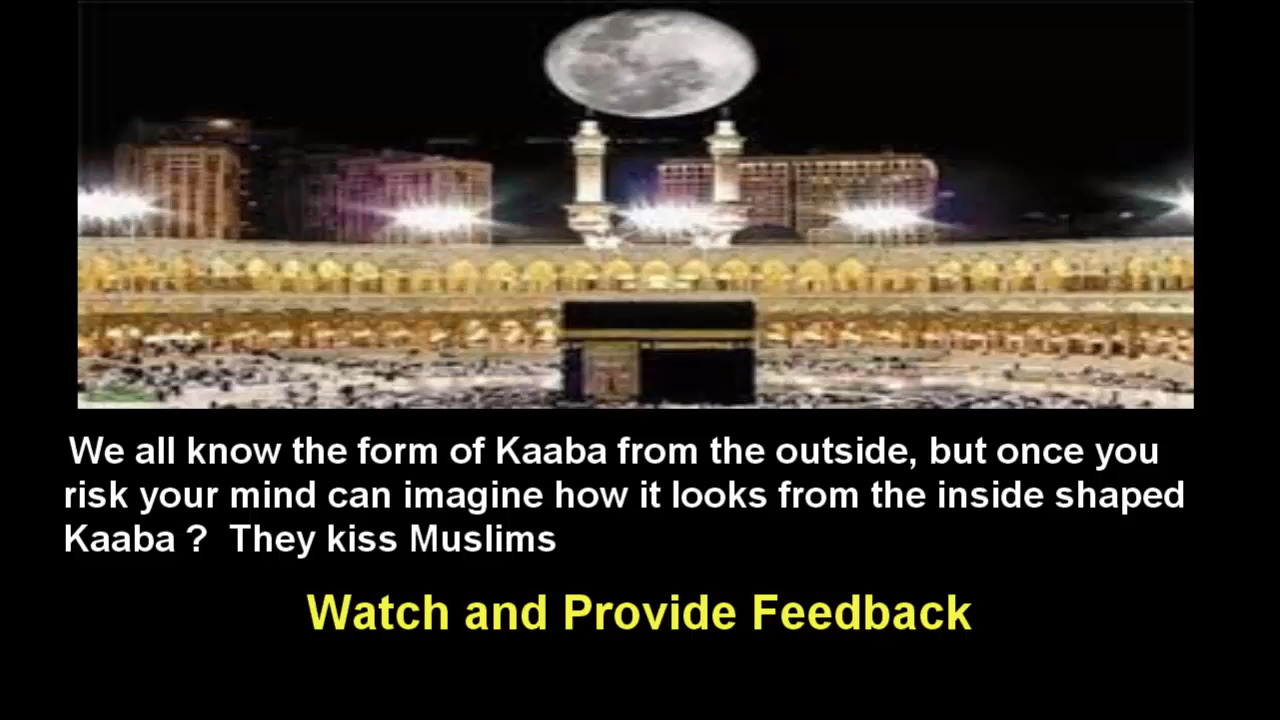 We all know the form of Kaaba from the outside, but once you
risk your mind can imagine how it looks from the inside shaped
Kaaba ? They kiss Muslims
Watch and Provide Feedback